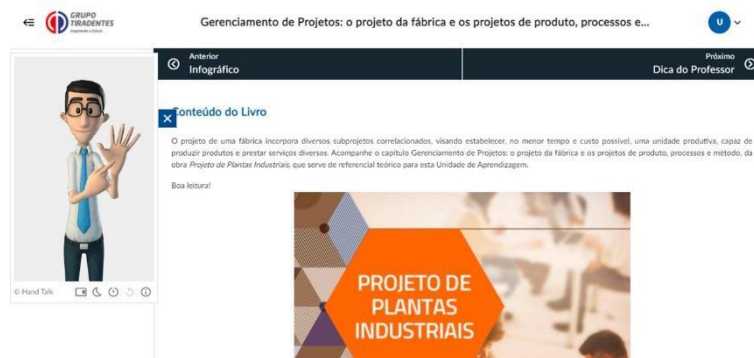 GRUPO
TIRADENTES
Gerenciamento de Projetos: o projeto da fábrica e os projetos de produto, processos e...
U
Anterior
Infográfico
Próximo
Dica do Professor
Conteúdo do Livro
O projeto de uma fábrica incorpora diversos subprojetos correlacionados, visando estabelecer, no menor tempo e custo possível, uma unidade produtiva, capaz de
produzir produtos e prestar serviços diversos. Acompanhe o capítulo Gerenciamento de Projetos: o projeto da fábrica e os projetos de produto, processos e método, da
obra Projeto de Plantas Industriais, que serve de referencial teórico para esta Unidade de Aprendizagem.
Boa leitura!
© Hand Talk
PROJETO DE
PLANTAS
INDUSTRIAIS